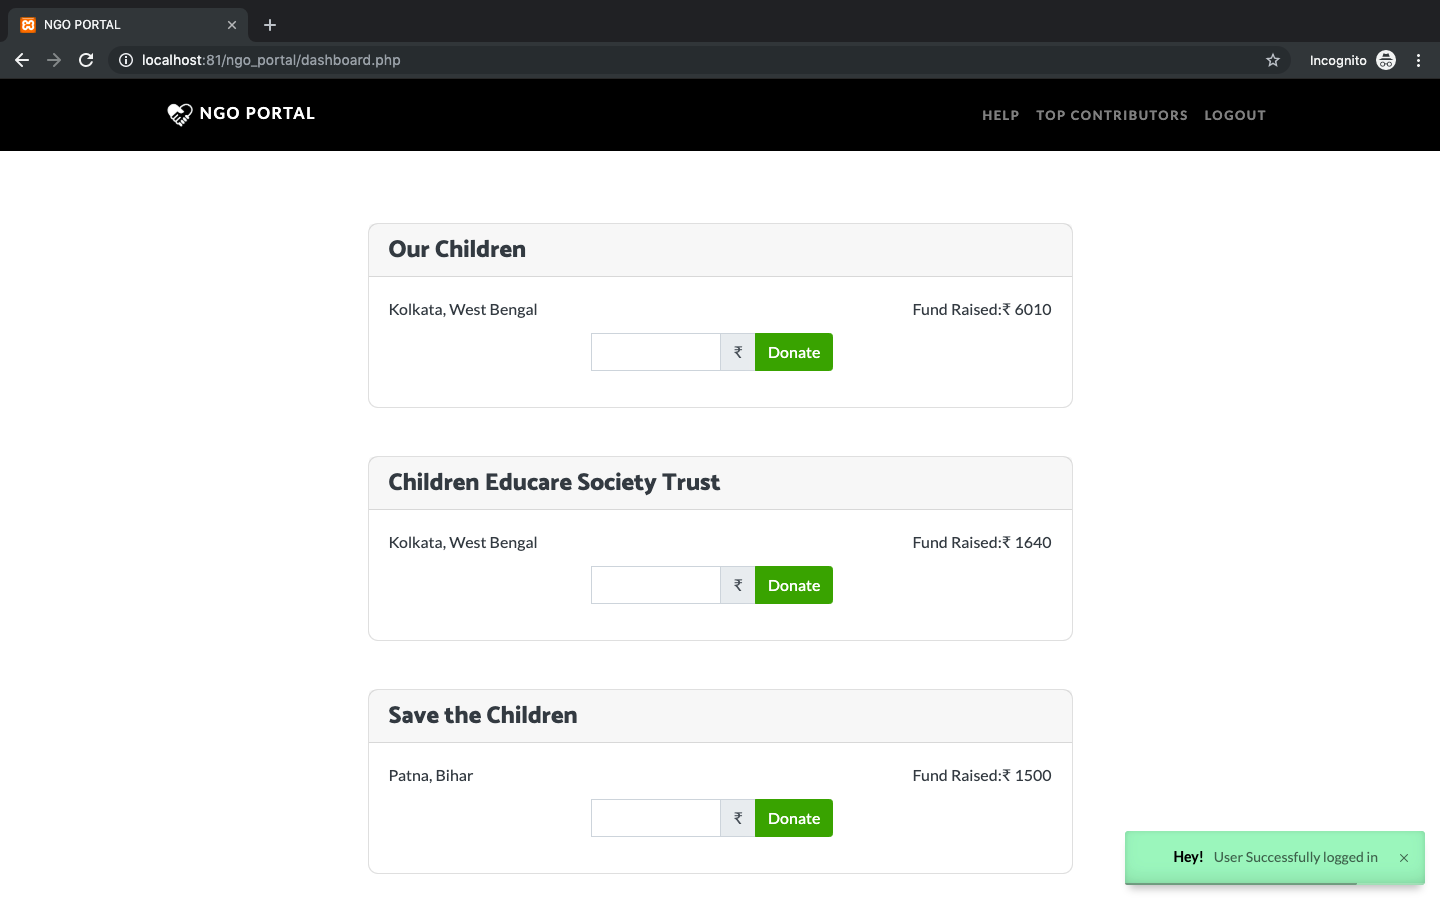 NGO PORTAL
localhost:81/ngo_portal/dashboard.php
Incognito
NGO PORTAL
HELP TOP CONTRIBUTORS LOGOUT
Our Children
Kolkata, West Bengal Fund Raised:₹ 6010
₹ Donate
Children Educare Society Trust
Kolkata, West Bengal Fund Raised:₹ 1640
₹ Donate
Save the Children
Patna, Bihar Fund Raised:₹ 1500
₹ Donate
Hey! User Successfully logged in ×